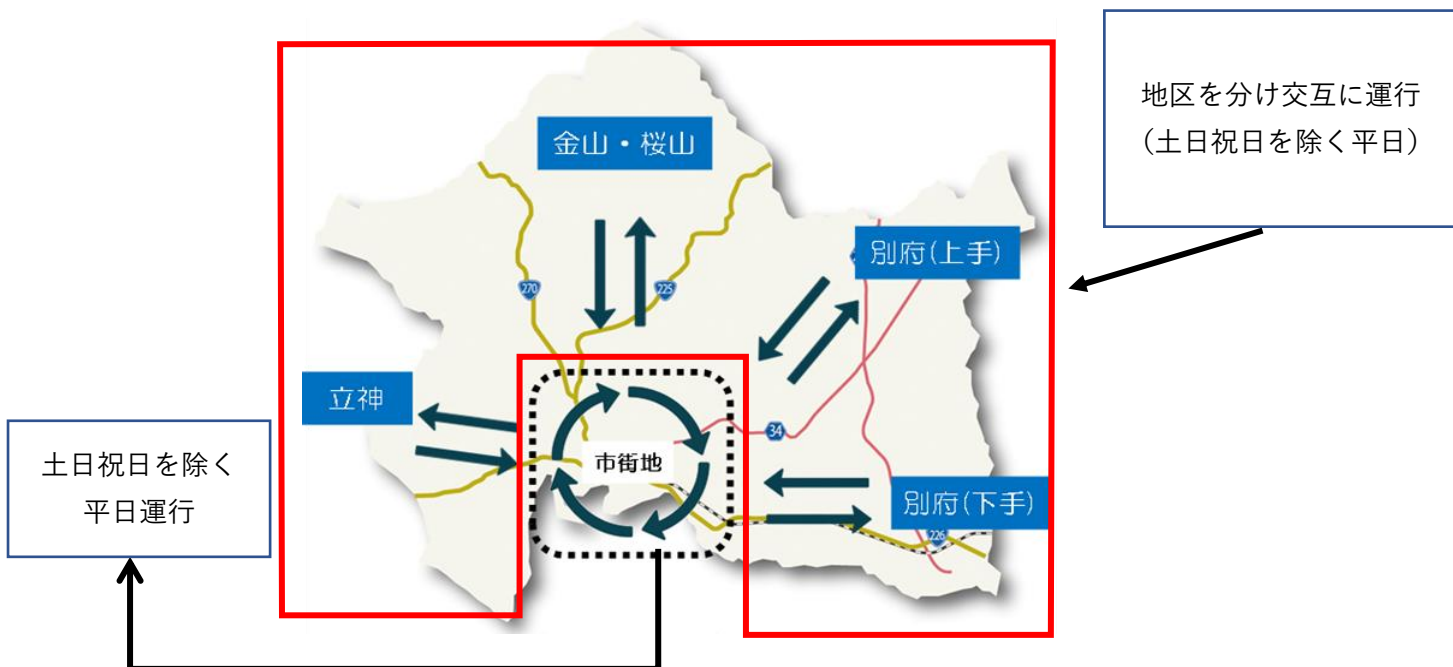 地区を分け交互に運行
(土日祝日を除く平日)
金山・桜山
別府(上手)
270
225
立神
34
市街地
土日祝日を除く
平日運行
別府(下手)
226